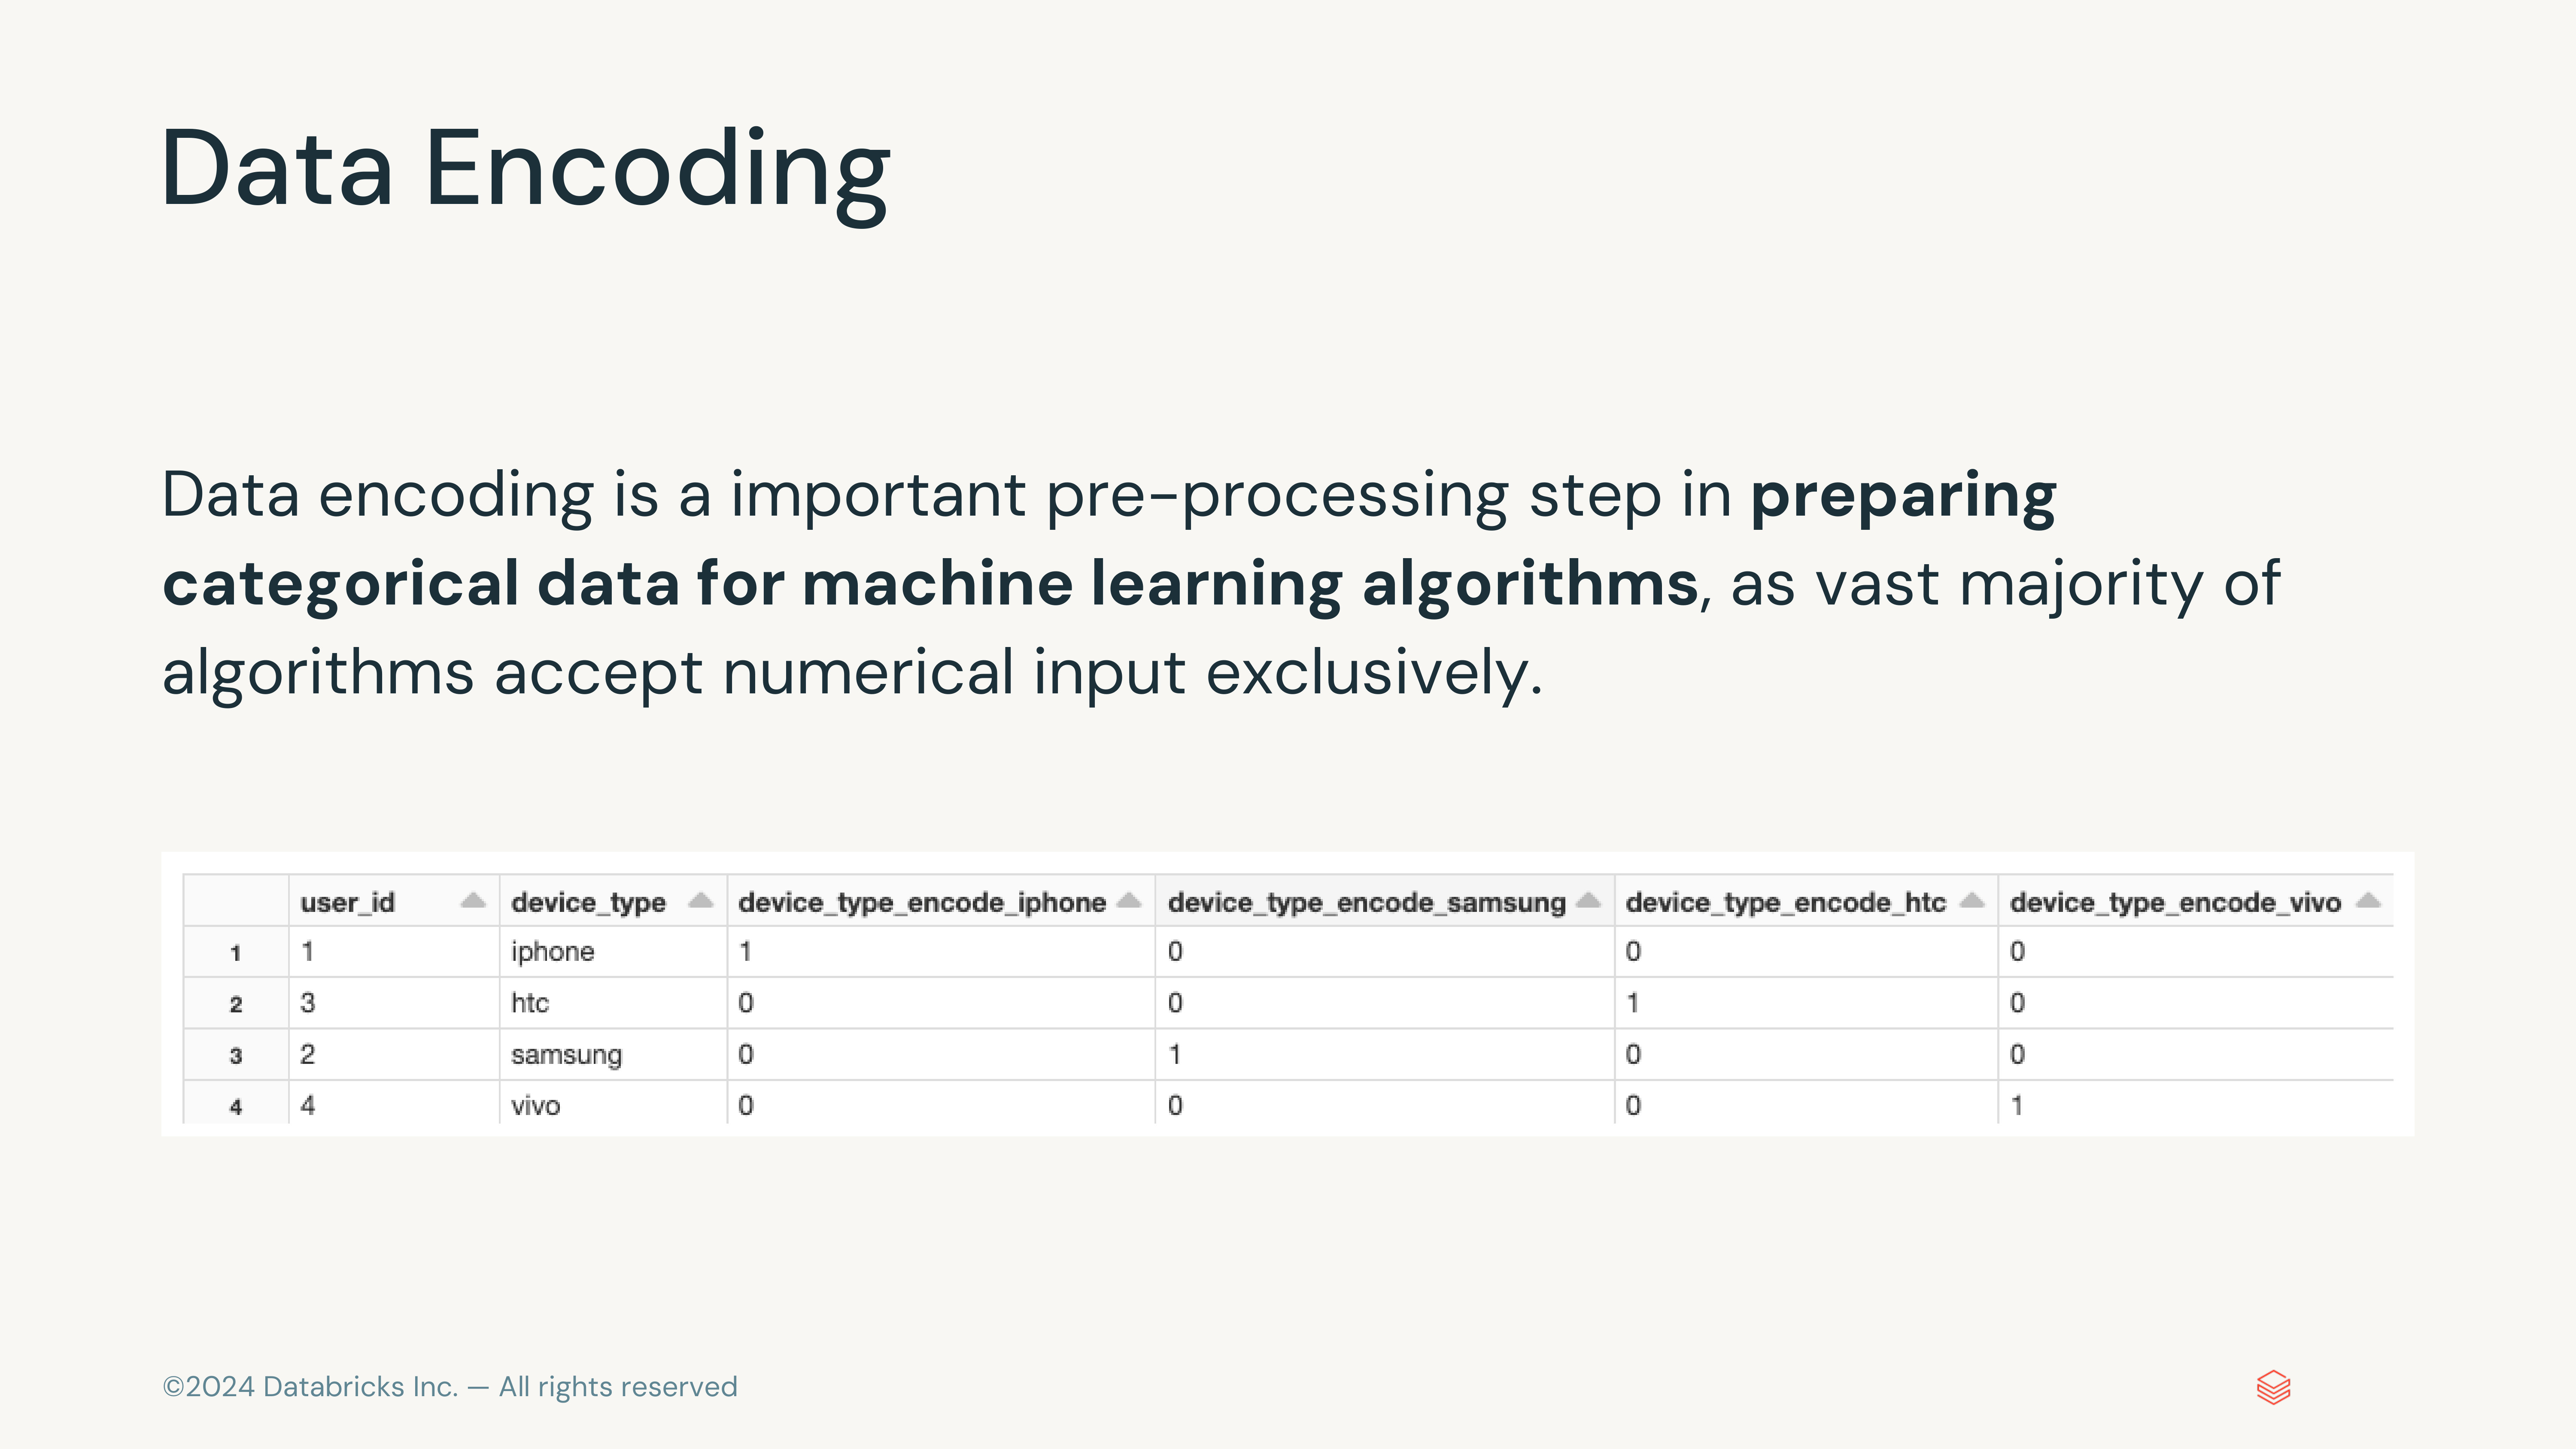 Data Encoding
Data encoding is a important pre-processing step in preparing
categorical data for machine learning algorithms, as vast majority of
algorithms accept numerical input exclusively.
user_id device_type device_type_encode_iphone device_type_encode_samsung device_type_encode_htc device_type_encode_vivo
1 1 iphone 1 0 0 0
2 3 htc 0 0 1 0
3 2 samsung 0 1 0 0
4 4 vivo 0 0 0 1
©2024 Databricks Inc. — All rights reserved